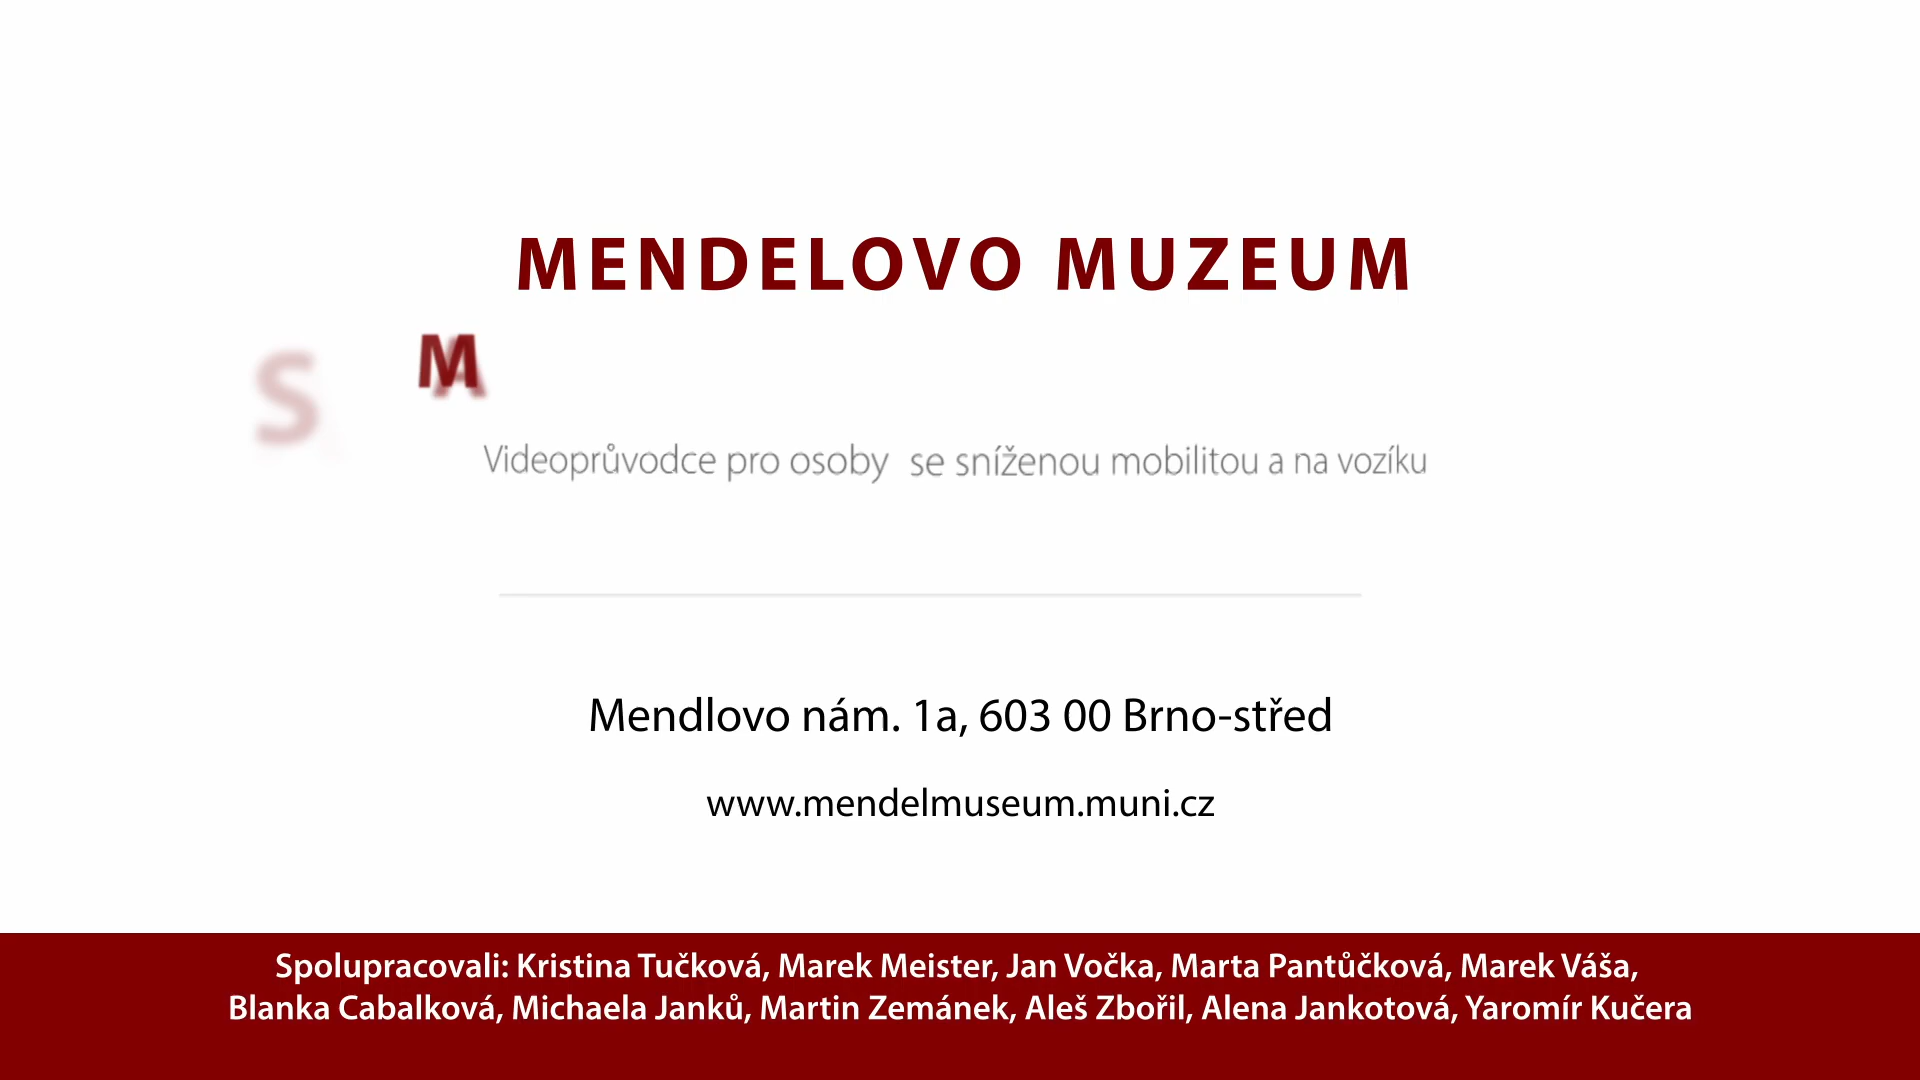 MENDELOVO MUZEUM
S M A
Videoprůvodce pro osoby se sníženou mobilitou a na vozíku
Mendlovo nám. 1a, 603 00 Brno-střed
www.mendelmuseum.muni.cz
Spolupracovali: Kristina Tučková, Marek Meister, Jan Vočka, Marta Pantůčková, Marek Váša,
Blanka Cabalková, Michaela Janků, Martin Zemánek, Aleš Zbořil, Alena Jankotová, Yaromír Kučera